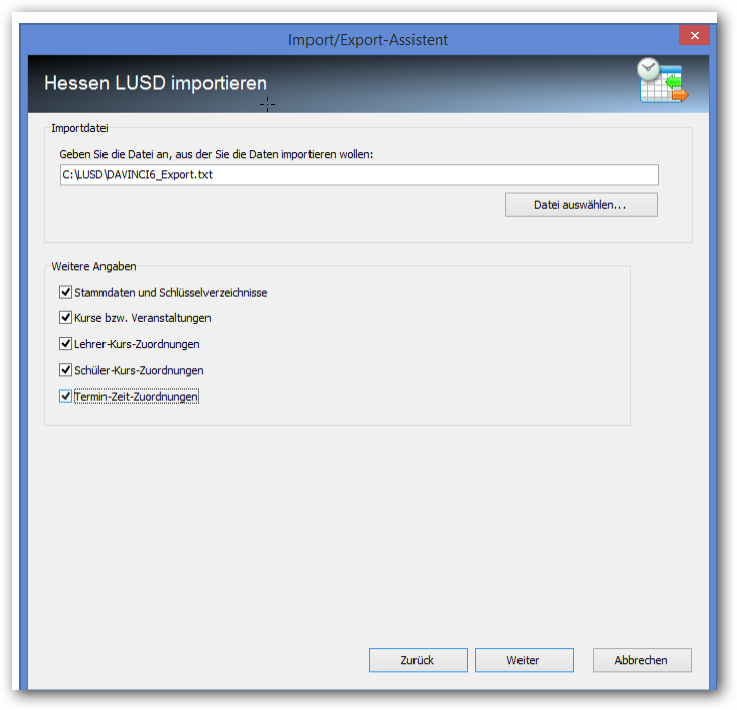 Import/Export-Assistent
Hessen LUSD importieren
Importdatei
Geben Sie die Datei an, aus der Sie die Daten importieren wollen:
C:\LUSD\DAVINCI6_Export.txt
Datei auswählen...
Weitere Angaben
Stammdaten und Schlüsselverzeichnisse
Kurse bzw. Veranstaltungen
Lehrer-Kurs-Zuordnungen
Schüler-Kurs-Zuordnungen
Termin-Zeit-Zuordnungen
Zurück Weiter Abbrechen